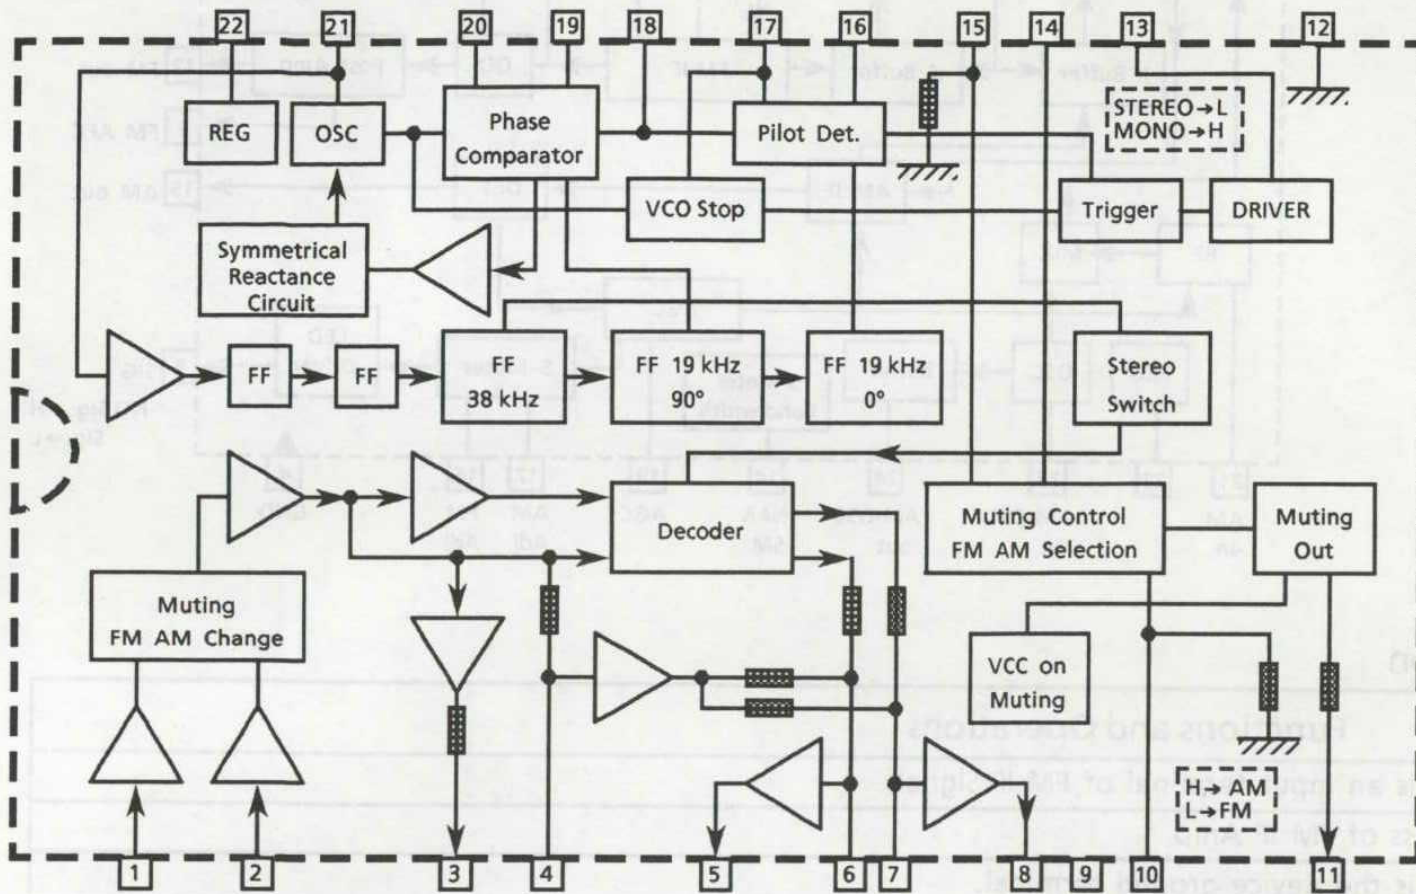 22 21 20 19 18 17 16 15 14 13 12
REG
OSC
Phase
Comparator
Pilot Det.
STEREO→L
MONO→H
VCO Stop
Trigger
DRIVER
Symmetrical
Reactance
Circuit
FF
FF
FF
38 kHz
FF 19 kHz
90°
FF 19 kHz
0°
Stereo
Switch
Decoder
Muting Control
FM AM Selection
Muting
Out
Muting
FM AM Change
VCC on
Muting
H→AM
L→FM
1 2 3 4 5 6 7 8 9 10 11